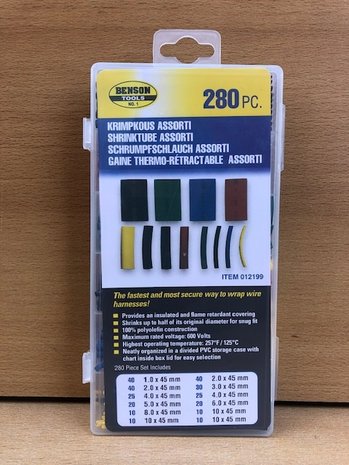 BENSON
TOOLS
NO. 1
280 PC.
KRIMPKOUS ASSORTI
SHRINKTUBE ASSORTI
SCHRUMPFSCHLAUCH ASSORTI
GAINE THERMO-RÉTRACTABLE ASSORTI
ITEM 012199
The fastest and most secure way to wrap wire
harnesses!
Provides an insulated and flame retardant covering
Shrinks up to half of its original diameter for snug fit
100% polyolefin construction
Maximum rated voltage: 600 Volts
Highest operating temperature: 257°F / 125°C
Neatly organized in a divided PVC storage case with
chart inside box lid for easy selection
280 Piece Set Includes
40 1.0 x 45 mm 40 2.0 x 45 mm
40 2.0 x 45 mm 30 3.0 x 45 mm
25 4.0 x 45 mm 25 4.0 x 45 mm
20 5.0 x 45 mm 20 6.0 x 45 mm
10 8.0 x 45 mm 10 10 x 45 mm
10 10 x 45 mm 10 10 x 45 mm